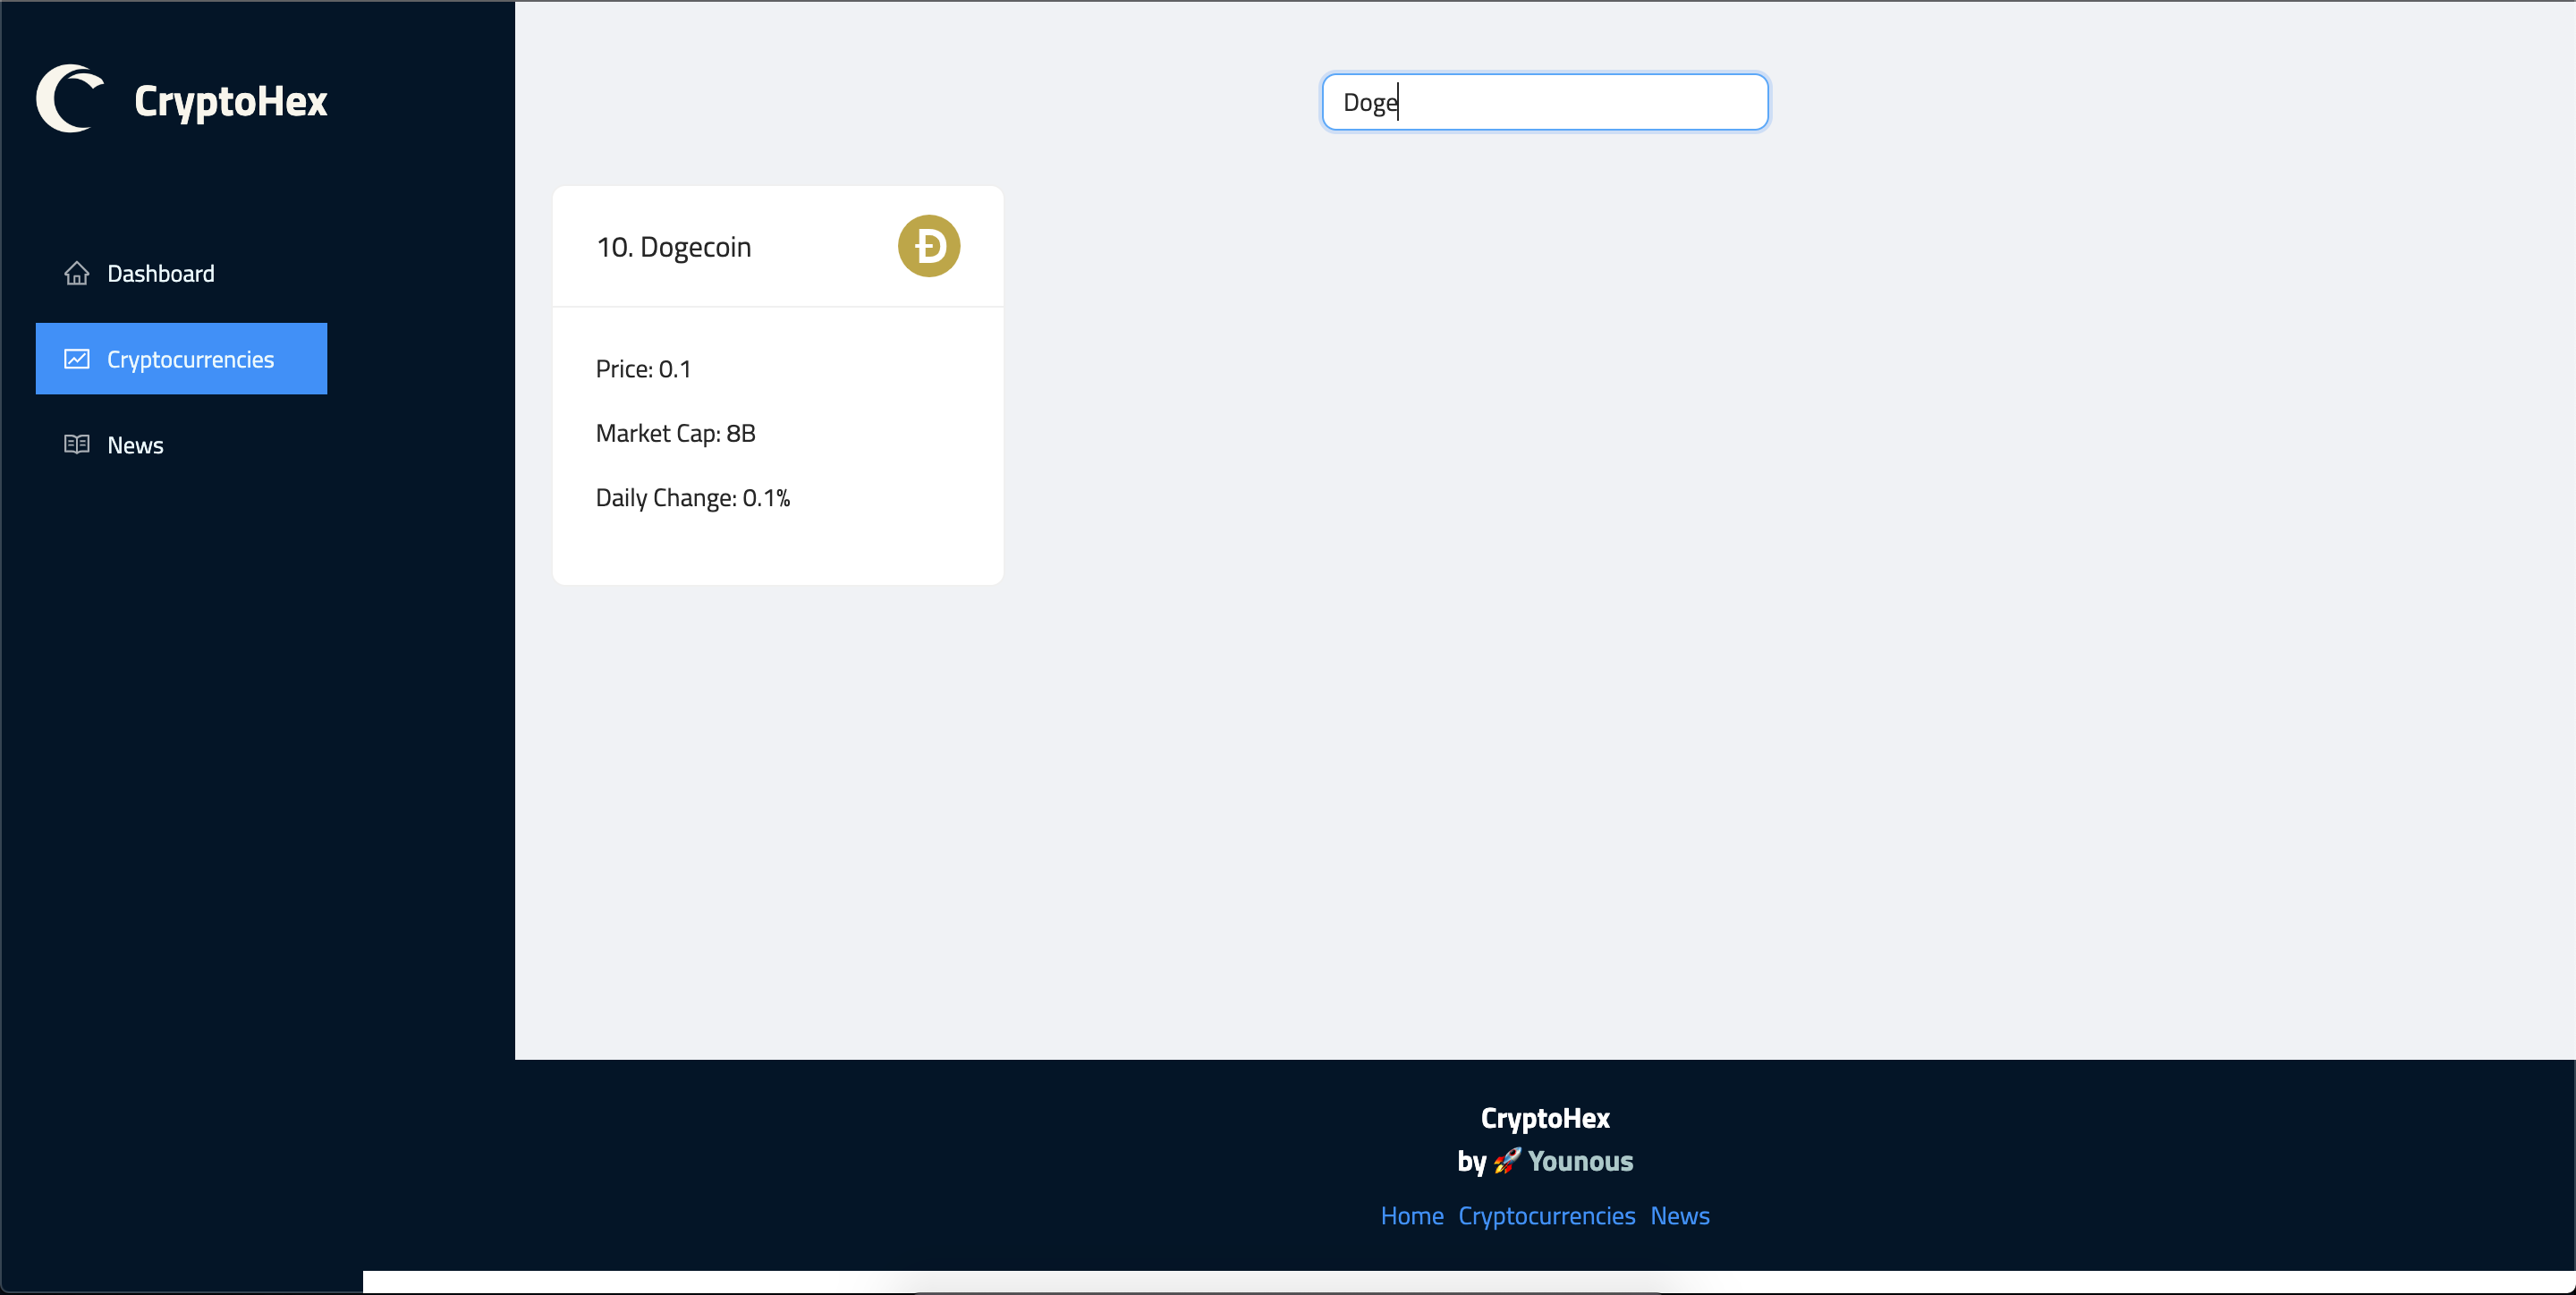 CryptoHex
Dashboard
Cryptocurrencies
News
Doge
10. Dogecoin
Price: 0.1
Market Cap: 8B
Daily Change: 0.1%
CryptoHex
by 🚀 Younous
Home Cryptocurrencies News